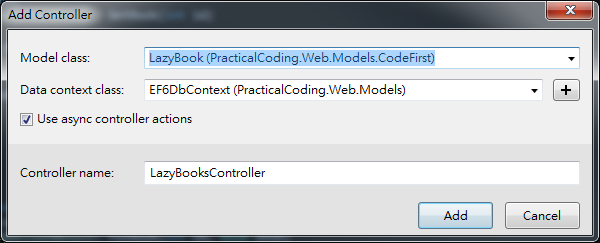 Add Controller
Model class: LazyBook (PracticalCoding.Web.Models.CodeFirst)
Data context class: EF6DbContext (PracticalCoding.Web.Models)
Use async controller actions
Controller name: LazyBooksController
Add Cancel